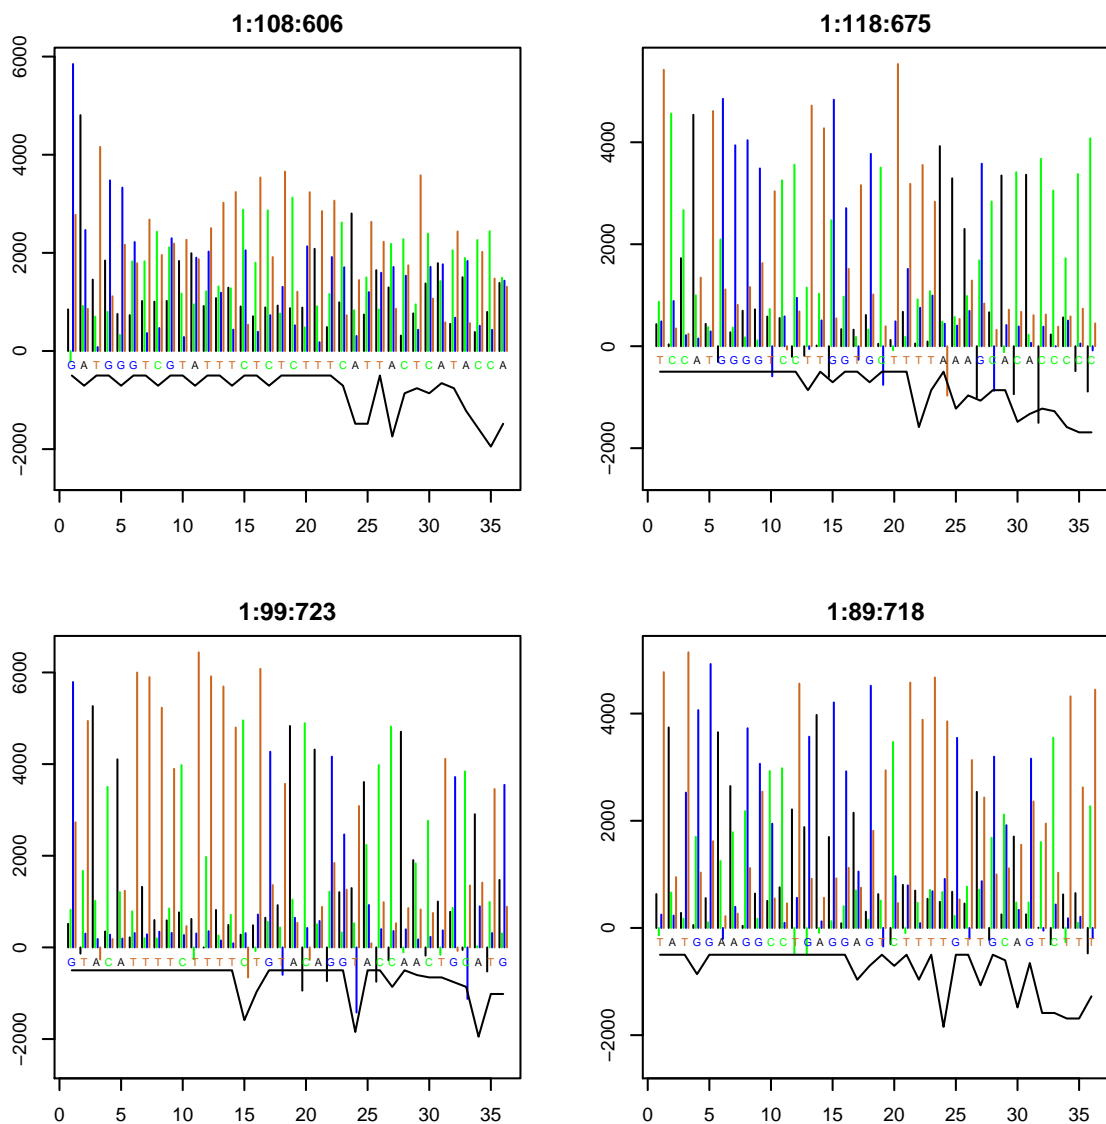 1:108:606
6000
4000
2000
0
−2000
GATGGGTCGTATTTCTCTCTTTCATTACTCATACCA
0 5 10 15 20 25 30 35
1:118:675
4000
2000
0
−2000
TCCATGGGGTCCTTGGTGCTTTTAAAGCACACCCCC
0 5 10 15 20 25 30 35
1:99:723
6000
4000
2000
0
−2000
GTACATTTTCTTTTCTGTACAGGTACCAACTGCATG
0 5 10 15 20 25 30 35
1:89:718
4000
2000
0
−2000
TATGGAAGGCCTGAGGAGTCTTTTGTTGCAGTCTTT
0 5 10 15 20 25 30 35